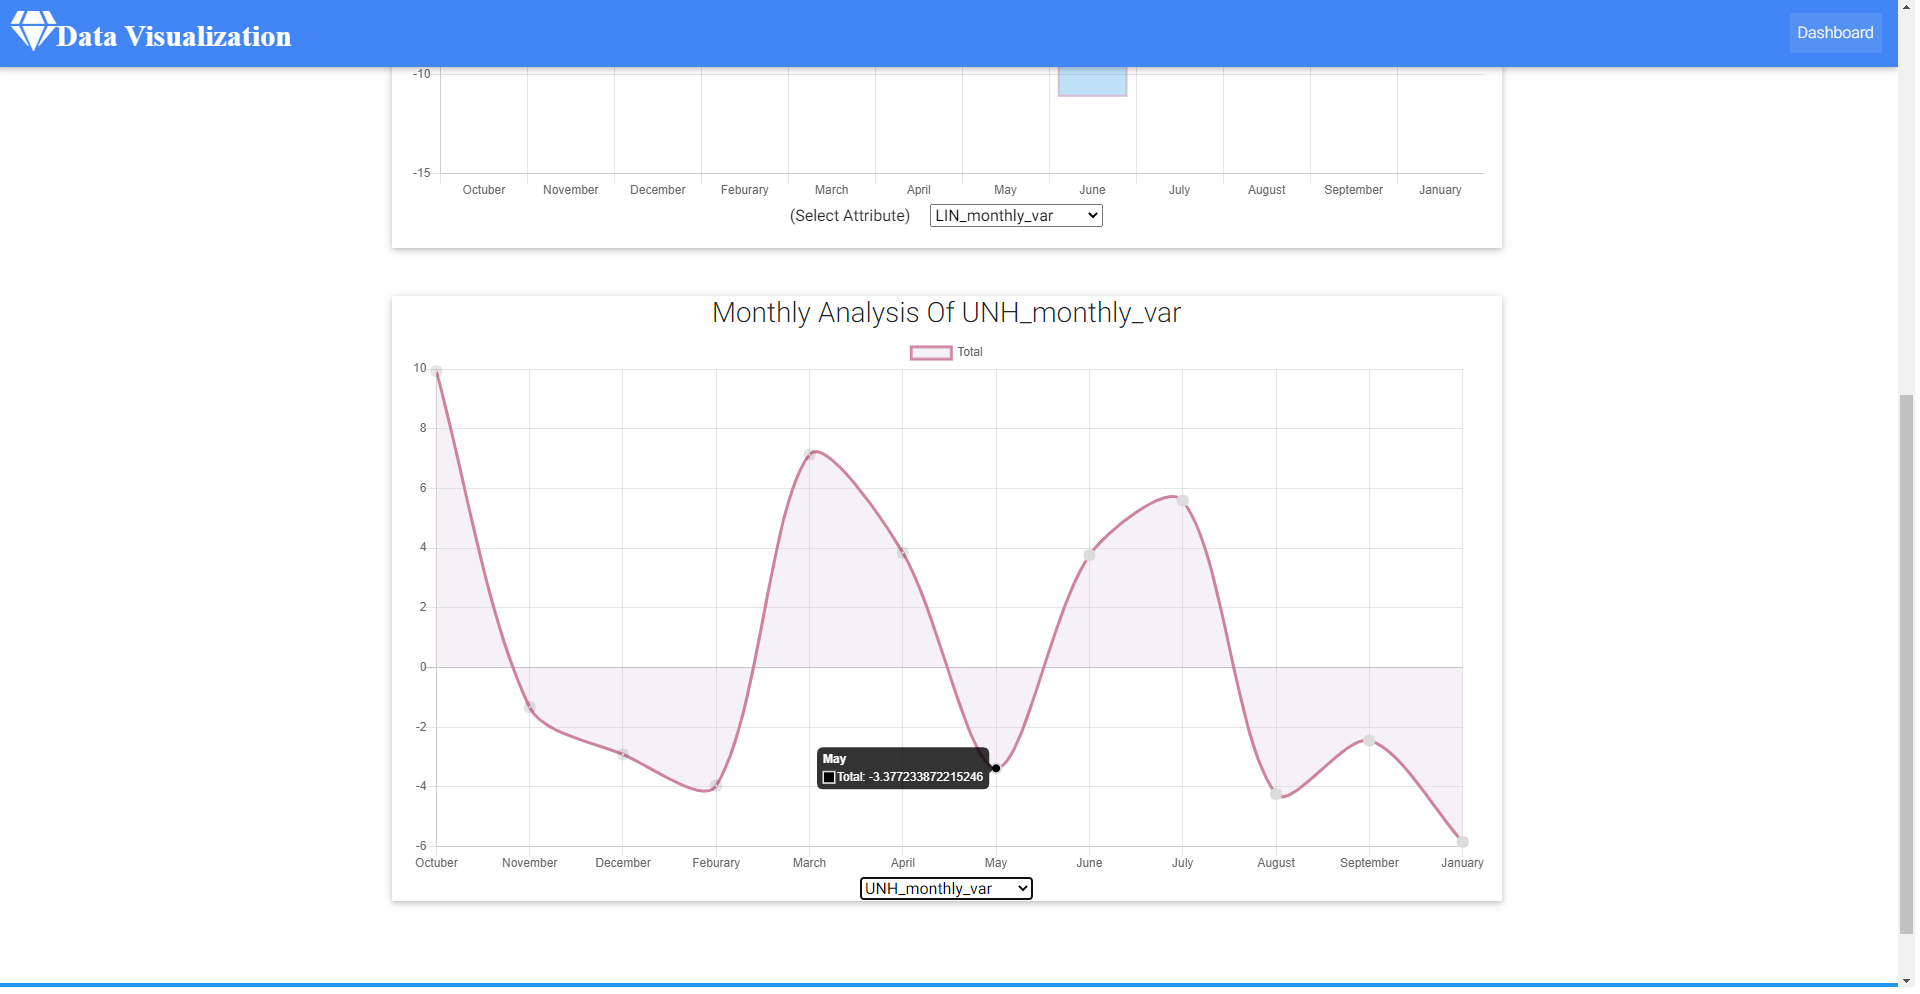 Data Visualization
Dashboard
-10
-15
Octuber November December Feburary March April May June July August September January
(Select Attribute) LIN_monthly_var
Monthly Analysis Of UNH_monthly_var
Total
10
8
6
4
2
0
-2
May
Total: -3.377233872215246
-4
-6
Octuber November December Feburary March April May June July August September January
UNH_monthly_var